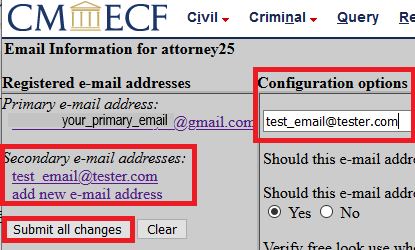 CM ECF
Civil Criminal Query Re
Email Information for attorney25
Registered e-mail addresses
Primary e-mail address:
your_primary_email @gmail.com
Secondary e-mail addresses:
test_email@tester.com
add new e-mail address
Submit all changes Clear
Configuration options
test_email@tester.com
Should this e-mail addre
Should this e-mail addre
Yes No
Verify free look use wh